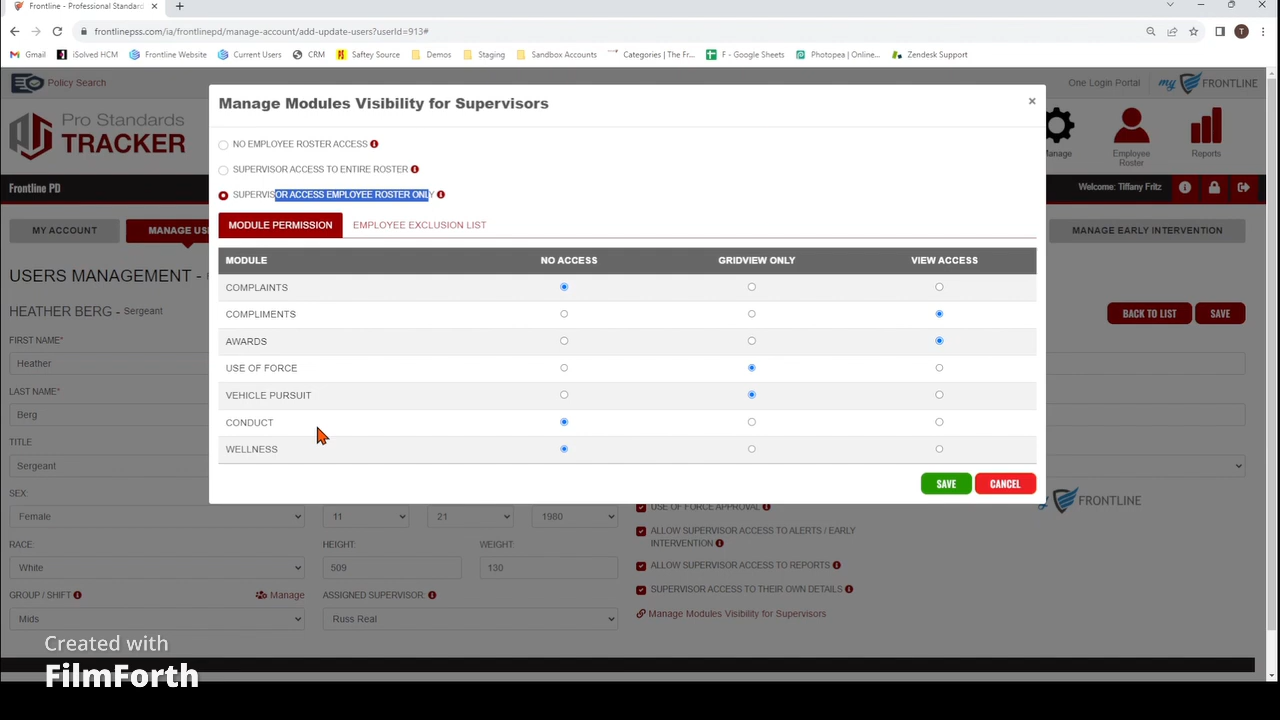 Frontline - Professional Standard
frontlinepss.com/ia/frontlinepd/manage-account/add-update-users?userId=913#
T
Gmail
iSolved HCM
Frontline Website
Current Users
CRM
Saftey Source
Demos
Staging
Sandbox Accounts
Categories | The Fr...
F - Google Sheets
Photopea | Online...
Zendesk Support
Policy Search
One Login Portal
my FRONTLINE
Pro Standards
TRACKER
Manage
Employee
Roster
Reports
Frontline PD
Welcome: Tiffany Fritz
MY ACCOUNT
MANAGE US
MANAGE EARLY INTERVENTION
USERS MANAGEMENT -
HEATHER BERG - Sergeant
BACK TO LIST
SAVE
FIRST NAME*
Heather
LAST NAME*
Berg
TITLE
Sergeant
Manage Modules Visibility for Supervisors
×
NO EMPLOYEE ROSTER ACCESS
SUPERVISOR ACCESS TO ENTIRE ROSTER
SUPERVISOR ACCESS EMPLOYEE ROSTER ONLY
MODULE PERMISSION
EMPLOYEE EXCLUSION LIST
MODULE NO ACCESS GRIDVIEW ONLY VIEW ACCESS
COMPLAINTS
COMPLIMENTS
AWARDS
USE OF FORCE
VEHICLE PURSUIT
CONDUCT
WELLNESS
SAVE
CANCEL
SEX:
Female
11
21
1980
RACE:
White
HEIGHT:
509
WEIGHT
130
GROUP / SHIFT
Manage
Mids
ASSIGNED SUPERVISOR:
Russ Real
USE OF FORCE APPROVAL
ALLOW SUPERVISOR ACCESS TO ALERTS / EARLY
INTERVENTION
ALLOW SUPERVISOR ACCESS TO REPORTS
SUPERVISOR ACCESS TO THEIR OWN DETAILS
Manage Modules Visibility for Supervisors
FRONTLINE
Created with
FilmForth